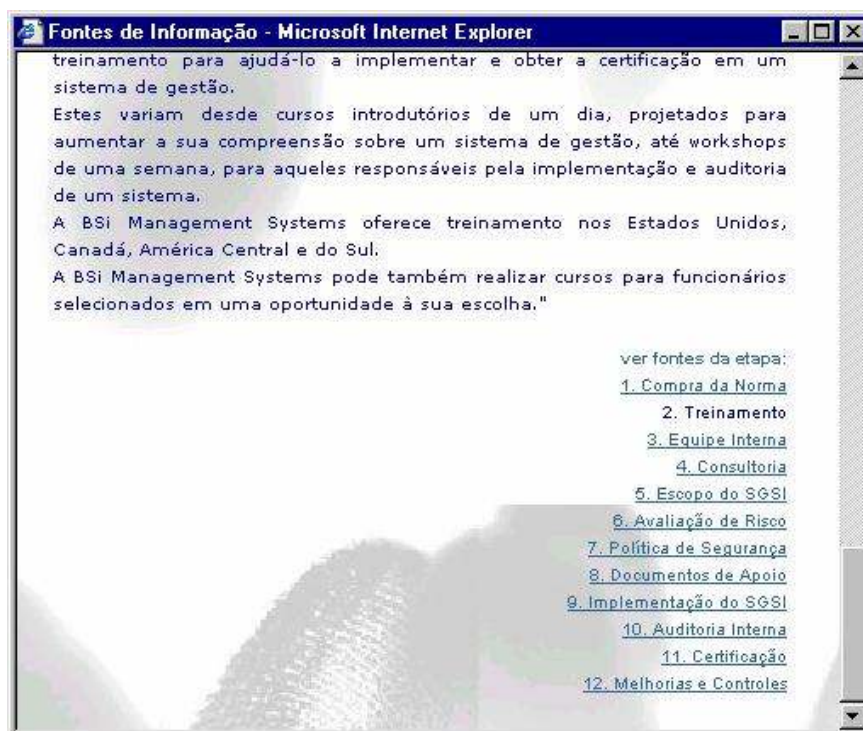 Fontes de Informação - Microsoft Internet Explorer
treinamento para ajudá-lo a implementar e obter a certificação em um
sistema de gestão.
Estes variam desde cursos introdutórios de um dia, projetados para
aumentar a sua compreensão sobre um sistema de gestão, até workshops
de uma semana, para aqueles responsáveis pela implementação e auditoria
de um sistema.
A BSi Management Systems oferece treinamento nos Estados Unidos,
Canadá, América Central e do Sul.
A BSi Management Systems pode também realizar cursos para funcionários
selecionados em uma oportunidade à sua escolha."
ver fontes da etapa:
1. Compra da Norma
2. Treinamento
3. Equipe Interna
4. Consultoria
5. Escopo do SGSI
6. Avaliação de Risco
7. Política de Segurança
8. Documentos de Apoio
9. Implementação do SGSI
10. Auditoria Interna
11. Certificação
12. Melhorias e Controles